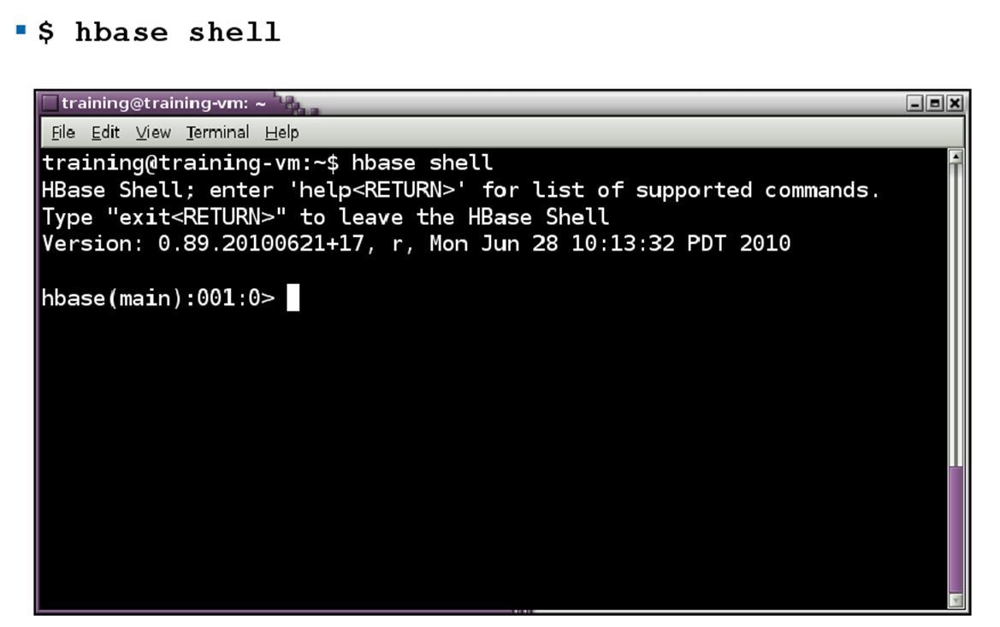 ▪ $ hbase shell
training@training-vm: ~
File Edit View Terminal Help
training@training-vm:~$ hbase shell
HBase Shell; enter 'help<RETURN>' for list of supported commands.
Type "exit<RETURN>" to leave the HBase Shell
Version: 0.89.20100621+17, r, Mon Jun 28 10:13:32 PDT 2010
hbase(main):001:0>